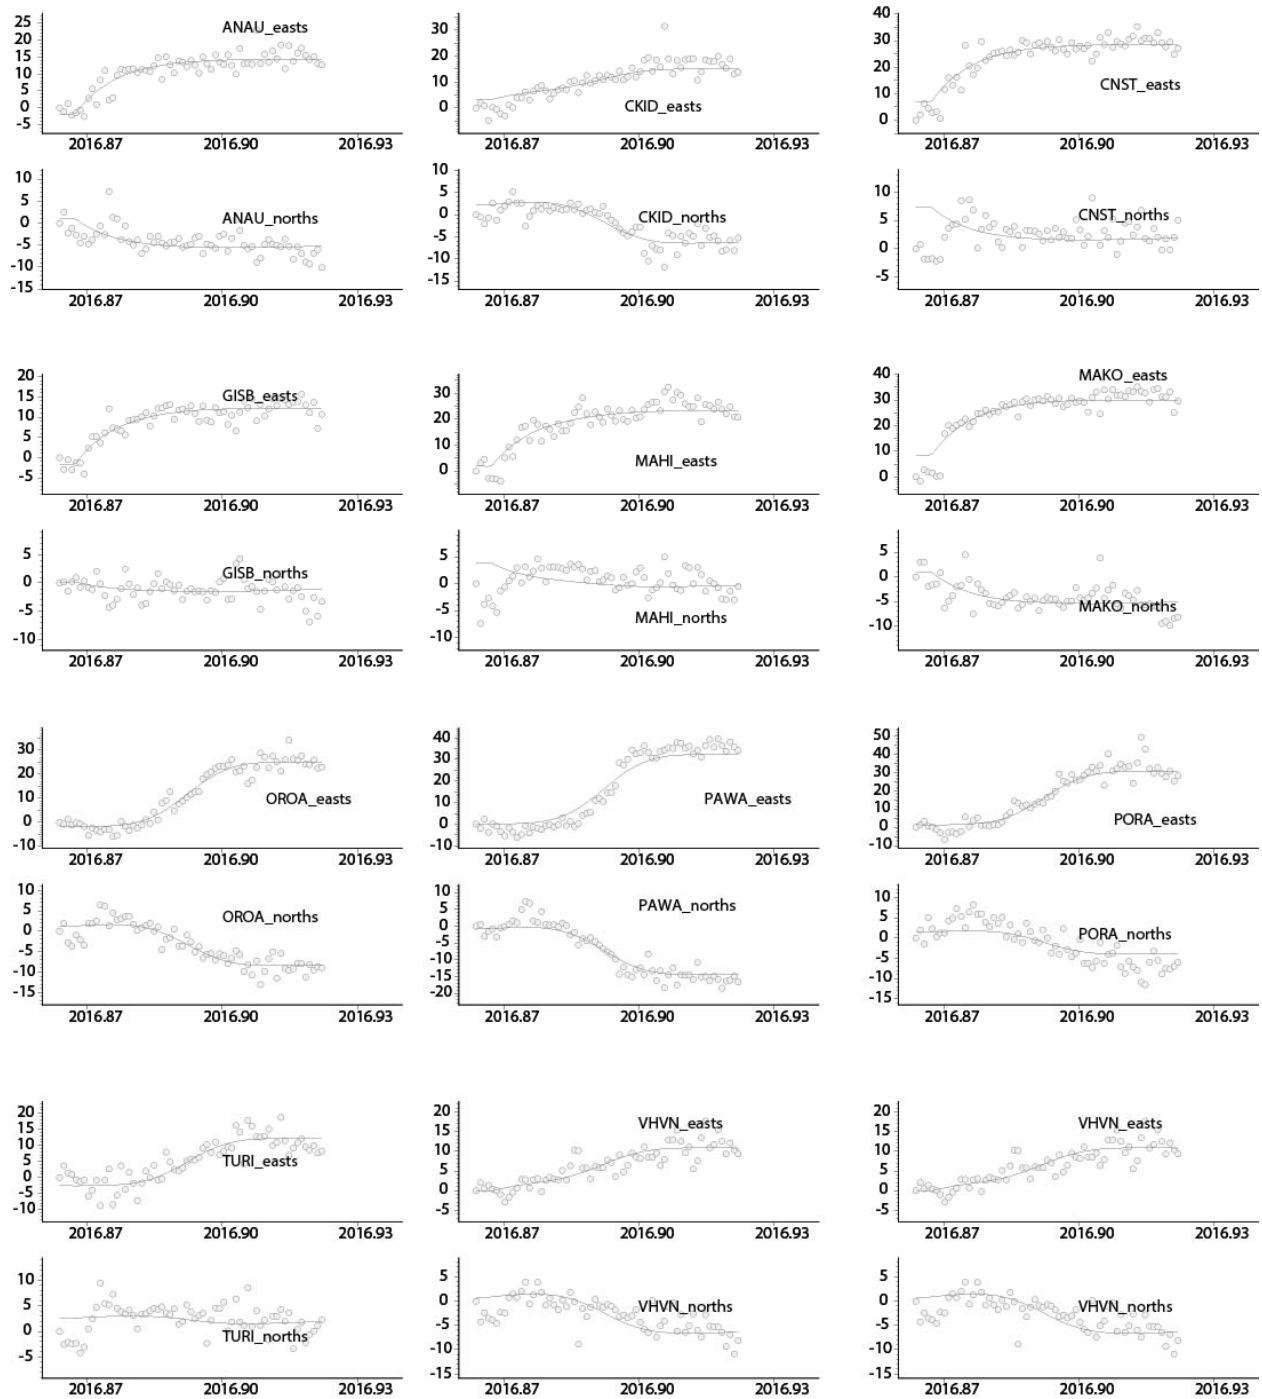 25
20
15
10
5
0
-5
ANAU_easts
2016.87 2016.90 2016.93
30
20
10
0
CKID_easts
2016.90 2016.93
40
30
20
10
0
CNST_easts
2016.87 2016.90 2016.93
10
5
0
-5
-10
-15
ANAU_norths
2016.87 2016.90 2016.93
10
5
0
-5
-10
-15
CKID_norths
2016.87 2016.90 2016.93
10
5
0
-5
CNST_norths
2016.87 2016.90 2016.93
20
15
10
5
0
-5
GISB_easts
2016.87 2016.90 2016.93
30
20
10
0
MAHI_easts
2016.87 2016.90 2016.93
40
30
20
10
0
MAKO_easts
2016.87 2016.90 2016.93
5
0
-5
-10
GISB_norths
2016.87 2016.90 2016.93
5
0
-5
-10
MAHI_norths
2016.90 2016.93
5
0
-5
-10
MAKO_norths
2016.87 2016.90 2016.93
30
20
10
0
-10
OROA_easts
2016.87 2016.90 2016.93
40
30
20
10
0
-10
PAWA_easts
2016.87 2016.90 2016.93
50
40
30
20
10
0
-10
PORA_easts
2016.87 2016.90 2016.93
10
5
0
-5
-10
-15
OROA_norths
2016.87 2016.90 2016.93
10
5
0
-5
-10
-15
-20
PAWA_norths
2016.87 2016.90 2016.93
10
5
0
-5
-10
-15
PORA_norths
2016.87 2016.90 2016.93
20
15
10
5
0
-5
-10
TURI_easts
2016.87 2016.90 2016.93
20
15
10
5
0
-5
VHVN_easts
2016.87 2016.90 2016.93
20
15
10
5
0
-5
VHVN_easts
2016.87 2016.90 2016.93
10
5
0
-5
TURI_norths
2016.87 2016.90 2016.93
5
0
-5
-10
-15
VHVN_norths
2016.87 2016.90 2016.93
5
0
-5
-10
-15
VHVN_norths
2016.87 2016.90 2016.93